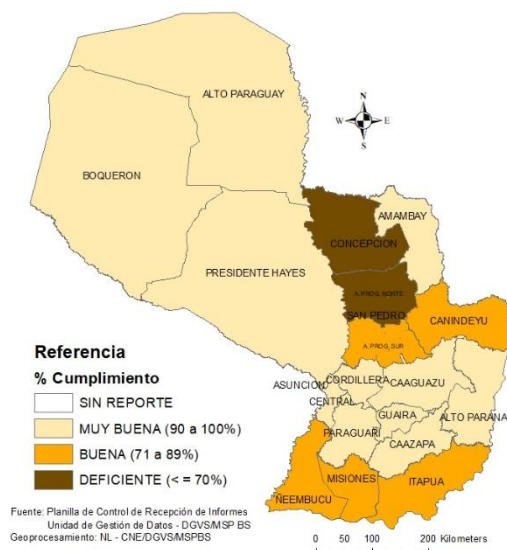 ALTO PARAGUAY
N
W E
S
BOQUERON
AMAMBAY
CONCEPCION
PRESIDENTE HAYES
A. PROG. NORTE
SAN PEDRO
CANINDEYU
A. PROG. SUR
Referencia
% Cumplimiento
SIN REPORTE
MUY BUENA (90 a 100%)
BUENA (71 a 89%)
DEFICIENTE (< = 70%)
ASUNCION
CORDILLERA
CAAGUAZU
CENTRAL
GUAIRA
ALTO PARANA
PARAGUARI
CAAZAPA
MISIONES
ITAPUA
ÑEEMBUCU
Fuente: Planilla de Control de Recepción de Informes
Unidad de Gestión de Datos - DGVS/MSP BS
Geoprocesamiento: NL - CNE/DGVS/MSPBS
0 50 100 200 Kilometers